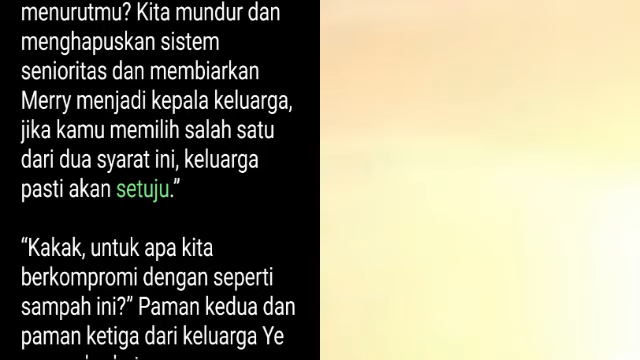 menurutmu? Kita mundur dan
menghapuskan sistem
senioritas dan membiarkan
Merry menjadi kepala keluarga,
jika kamu memilih salah satu
dari dua syarat ini, keluarga
pasti akan setuju.”
“Kakak, untuk apa kita
berkompromi dengan seperti
sampah ini?” Paman kedua dan
paman ketiga dari keluarga Ye